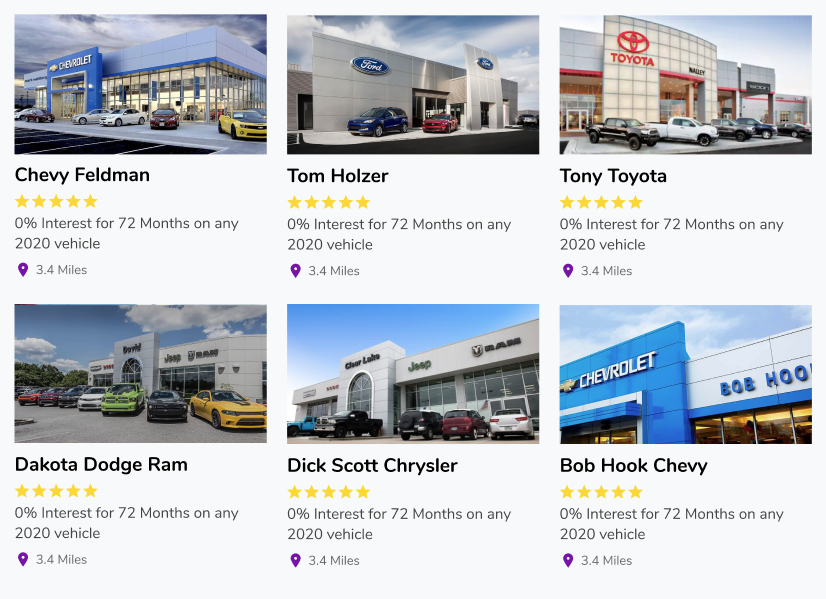 CHEVROLET
Ford
Ford
TOYOTA
NALLEY
SCION
Chevy Feldman
Tom Holzer
Tony Toyota
0% Interest for 72 Months on any
2020 vehicle
0% Interest for 72 Months on any
2020 vehicle
0% Interest for 72 Months on any
2020 vehicle
3.4 Miles
3.4 Miles
3.4 Miles
David
Jeep
RAM
Clear Lake
Jeep
RAM
CHEVROLET
BOB HOO
Dakota Dodge Ram
Dick Scott Chrysler
Bob Hook Chevy
0% Interest for 72 Months on any
2020 vehicle
0% Interest for 72 Months on any
2020 vehicle
0% Interest for 72 Months on any
2020 vehicle
3.4 Miles
3.4 Miles
3.4 Miles